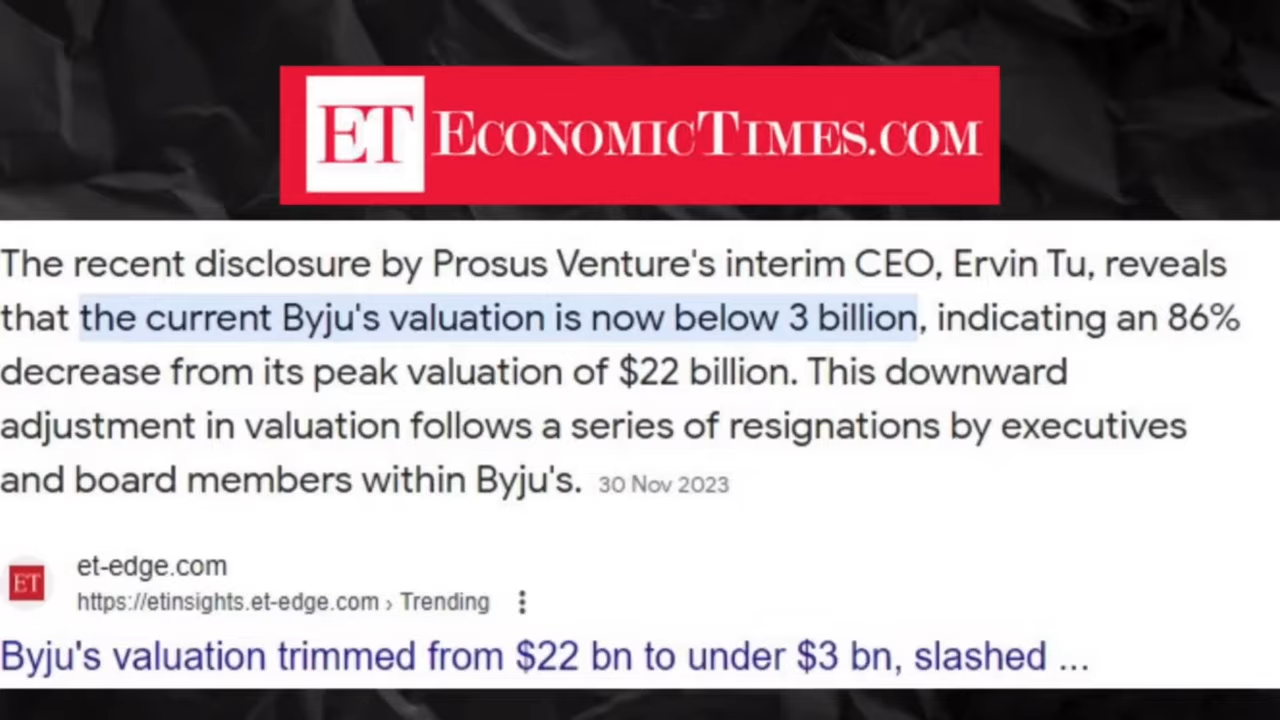 ET ECONOMICTIMES.COM
The recent disclosure by Prosus Venture's interim CEO, Ervin Tu, reveals
that the current Byju's valuation is now below 3 billion, indicating an 86%
decrease from its peak valuation of $22 billion. This downward
adjustment in valuation follows a series of resignations by executives
and board members within Byju's. 30 Nov 2023
et-edge.com
ET
https://etinsights.et-edge.com › Trending
Byju's valuation trimmed from $22 bn to under $3 bn, slashed ...